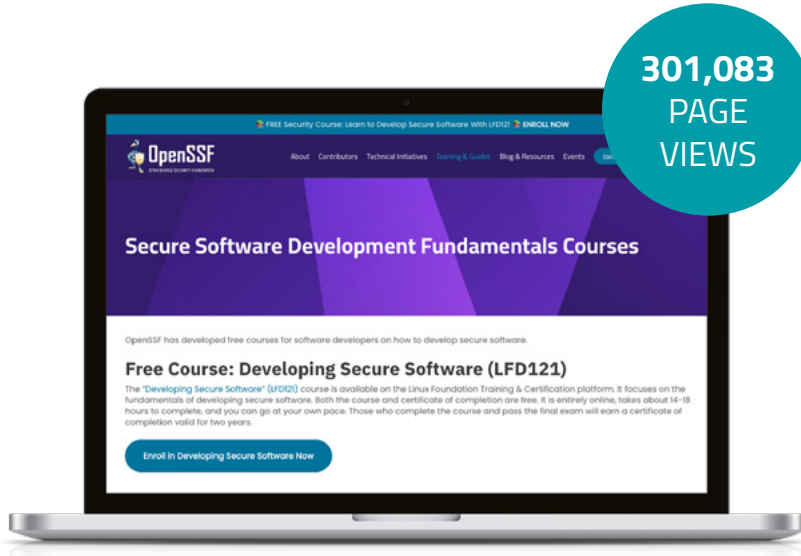 301,083
PAGE
VIEWS
FREE Security Course: Learn to Develop Secure Software With LFD121 ENROLL NOW
OpenSSF
OPEN SOURCE SECURITY FOUNDATION
About Contributors Technical Initiatives Training & Guides Blog & Resources Events Join
Secure Software Development Fundamentals Courses
OpenSSF has developed free courses for software developers on how to develop secure software.
Free Course: Developing Secure Software (LFD121)
The "Developing Secure Software" (LFD121) course is available on the Linux Foundation Training & Certification platform. It focuses on the
fundamentals of developing secure software. Both the course and certificate of completion are free. It is entirely online, takes about 14-18
hours to complete, and you can go at your own pace. Those who complete the course and pass the final exam will earn a certificate of
completion valid for two years.
Enroll in Developing Secure Software Now